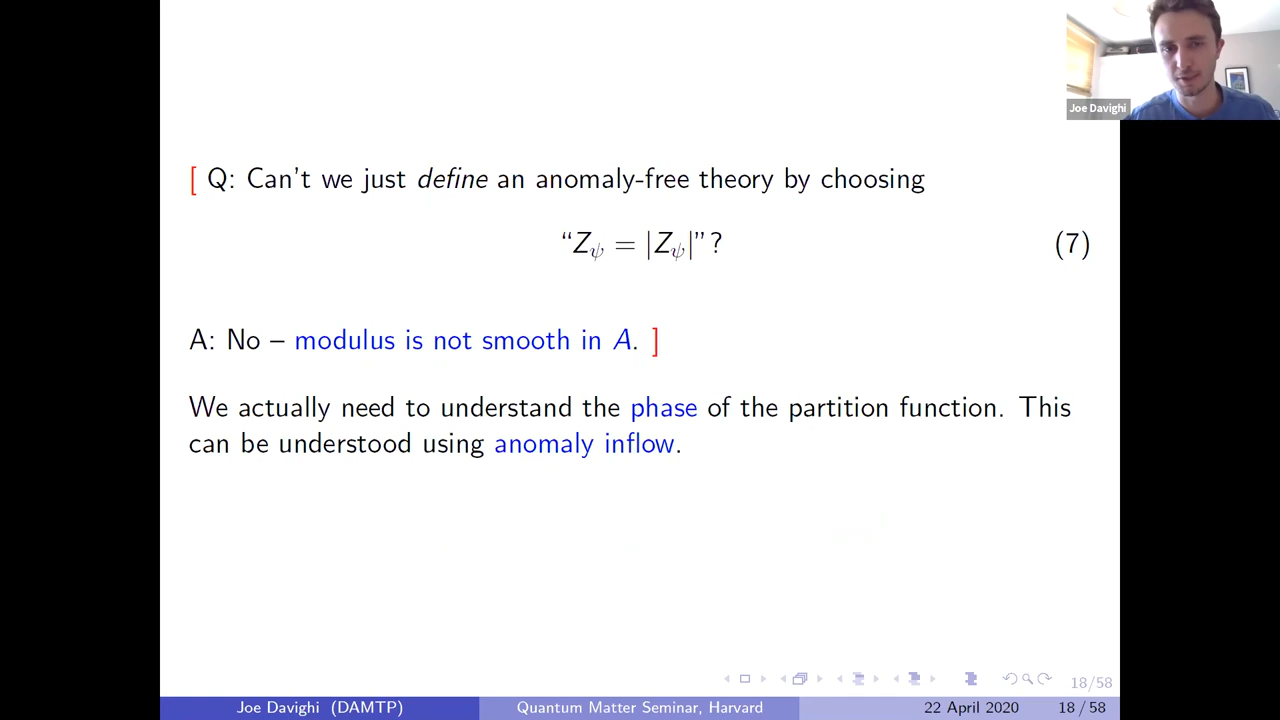 Joe Davighi
[ Q: Can't we just define an anomaly-free theory by choosing
“Zψ = |Zψ|”? (7)
A: No – modulus is not smooth in A. ]
We actually need to understand the phase of the partition function. This
can be understood using anomaly inflow.
18/58
Joe Davighi (DAMTP) Quantum Matter Seminar, Harvard 22 April 2020 18 / 58